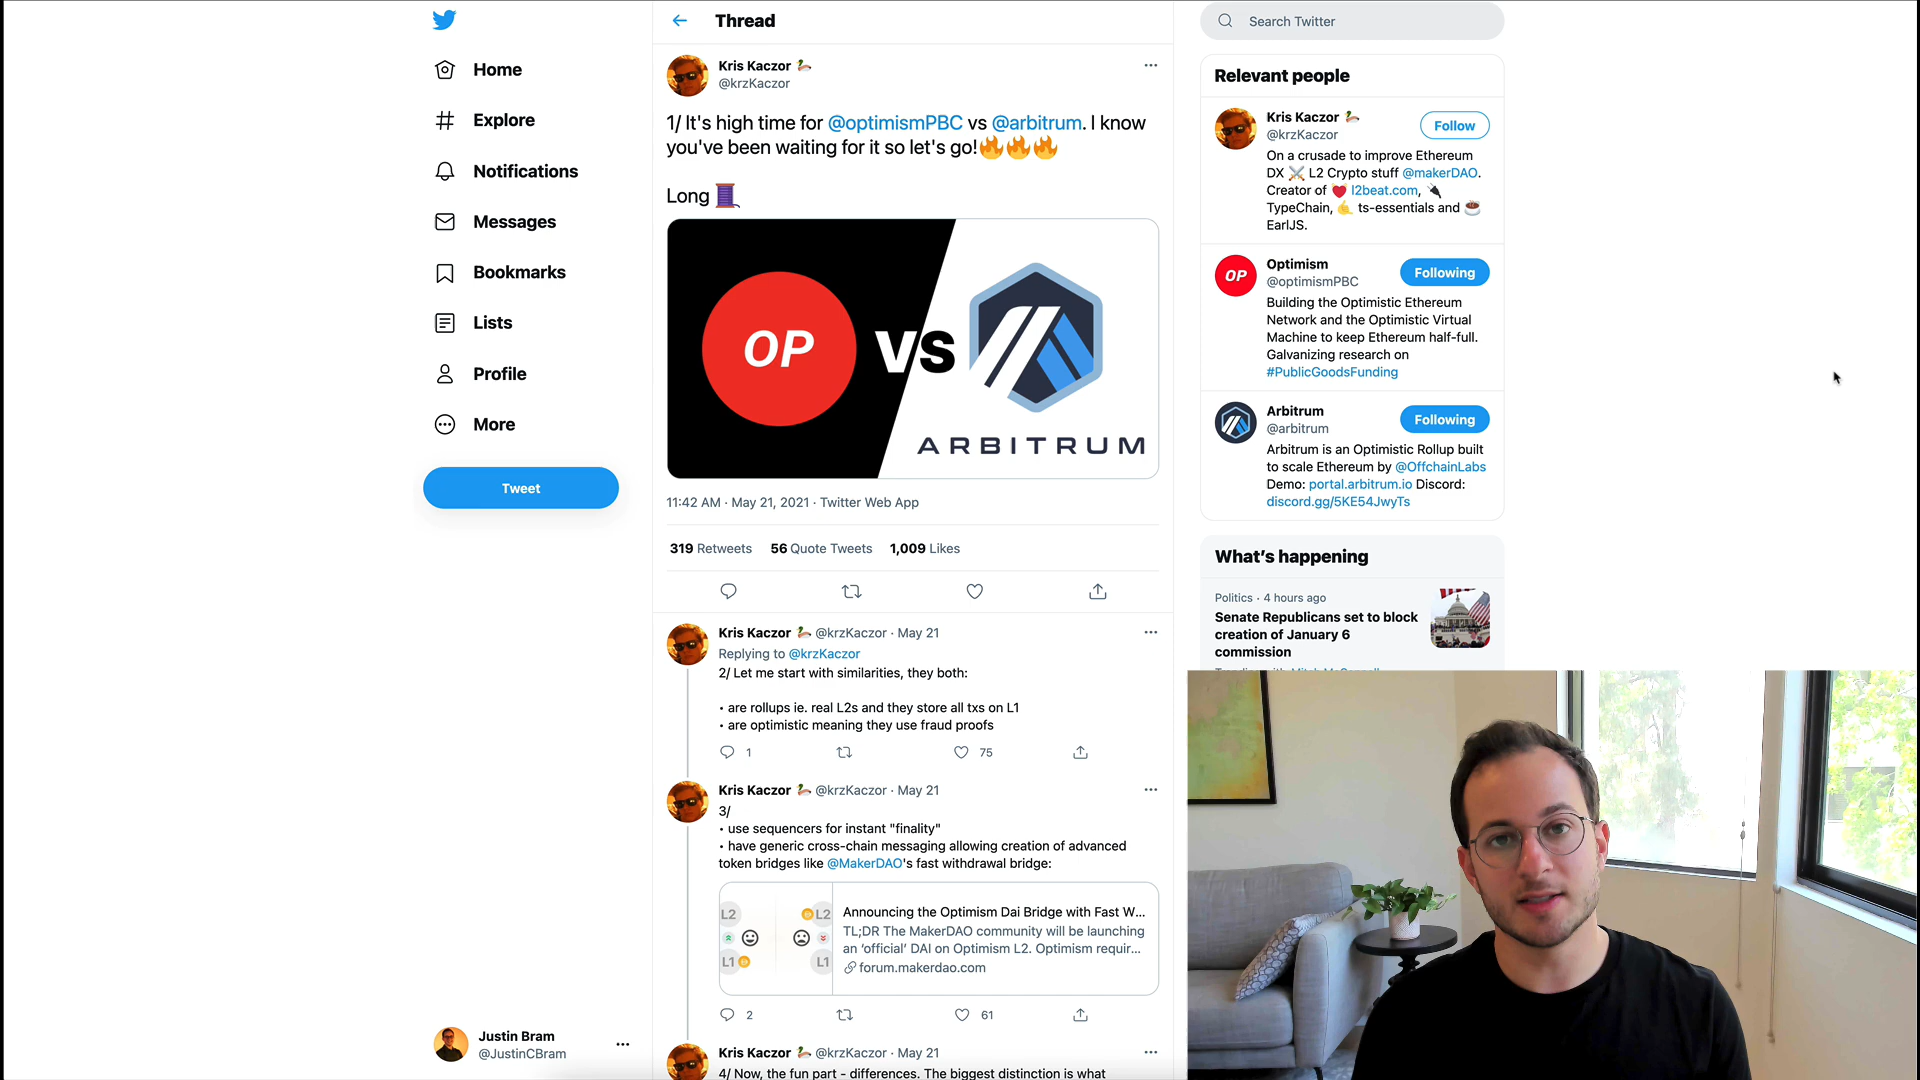 Home
Explore
Notifications
Messages
Bookmarks
Lists
Profile
More
Tweet
Justin Bram
@JustinCBram
Thread
Kris Kaczor
@krzKaczor
1/ It's high time for @optimismPBC vs @arbitrum. I know
you've been waiting for it so let's go!🔥🔥🔥
Long 🧵
OP
VS
ARBITRUM
11:42 AM · May 21, 2021 · Twitter Web App
319 Retweets 56 Quote Tweets 1,009 Likes
Kris Kaczor @krzKaczor · May 21
Replying to @krzKaczor
2/ Let me start with similarities, they both:
• are rollups ie. real L2s and they store all txs on L1
• are optimistic meaning they use fraud proofs
1 75
Kris Kaczor @krzKaczor · May 21
3/
• use sequencers for instant "finality"
• have generic cross-chain messaging allowing creation of advanced
token bridges like @MakerDAO's fast withdrawal bridge:
L2 L2
L1 L1
Announcing the Optimism Dai Bridge with Fast W...
TL;DR The MakerDAO community will be launching
an ‘official’ DAI on Optimism L2. Optimism requir...
forum.makerdao.com
2 61
Kris Kaczor @krzKaczor · May 21
4/ Now, the fun part - differences. The biggest distinction is what
Search Twitter
Relevant people
Kris Kaczor
@krzKaczor
Follow
On a crusade to improve Ethereum
DX ⚔️ L2 Crypto stuff @makerDAO.
Creator of ❤️ l2beat.com, 🔌
TypeChain, 🤙 ts-essentials and ☕
EarlJS.
OP
Optimism
@optimismPBC
Following
Building the Optimistic Ethereum
Network and the Optimistic Virtual
Machine to keep Ethereum half-full.
Galvanizing research on
#PublicGoodsFunding
Arbitrum
@arbitrum
Following
Arbitrum is an Optimistic Rollup built
to scale Ethereum by @OffchainLabs
Demo: portal.arbitrum.io Discord:
discord.gg/5KE54JwyTs
What's happening
Politics · 4 hours ago
Senate Republicans set to block
creation of January 6
commission